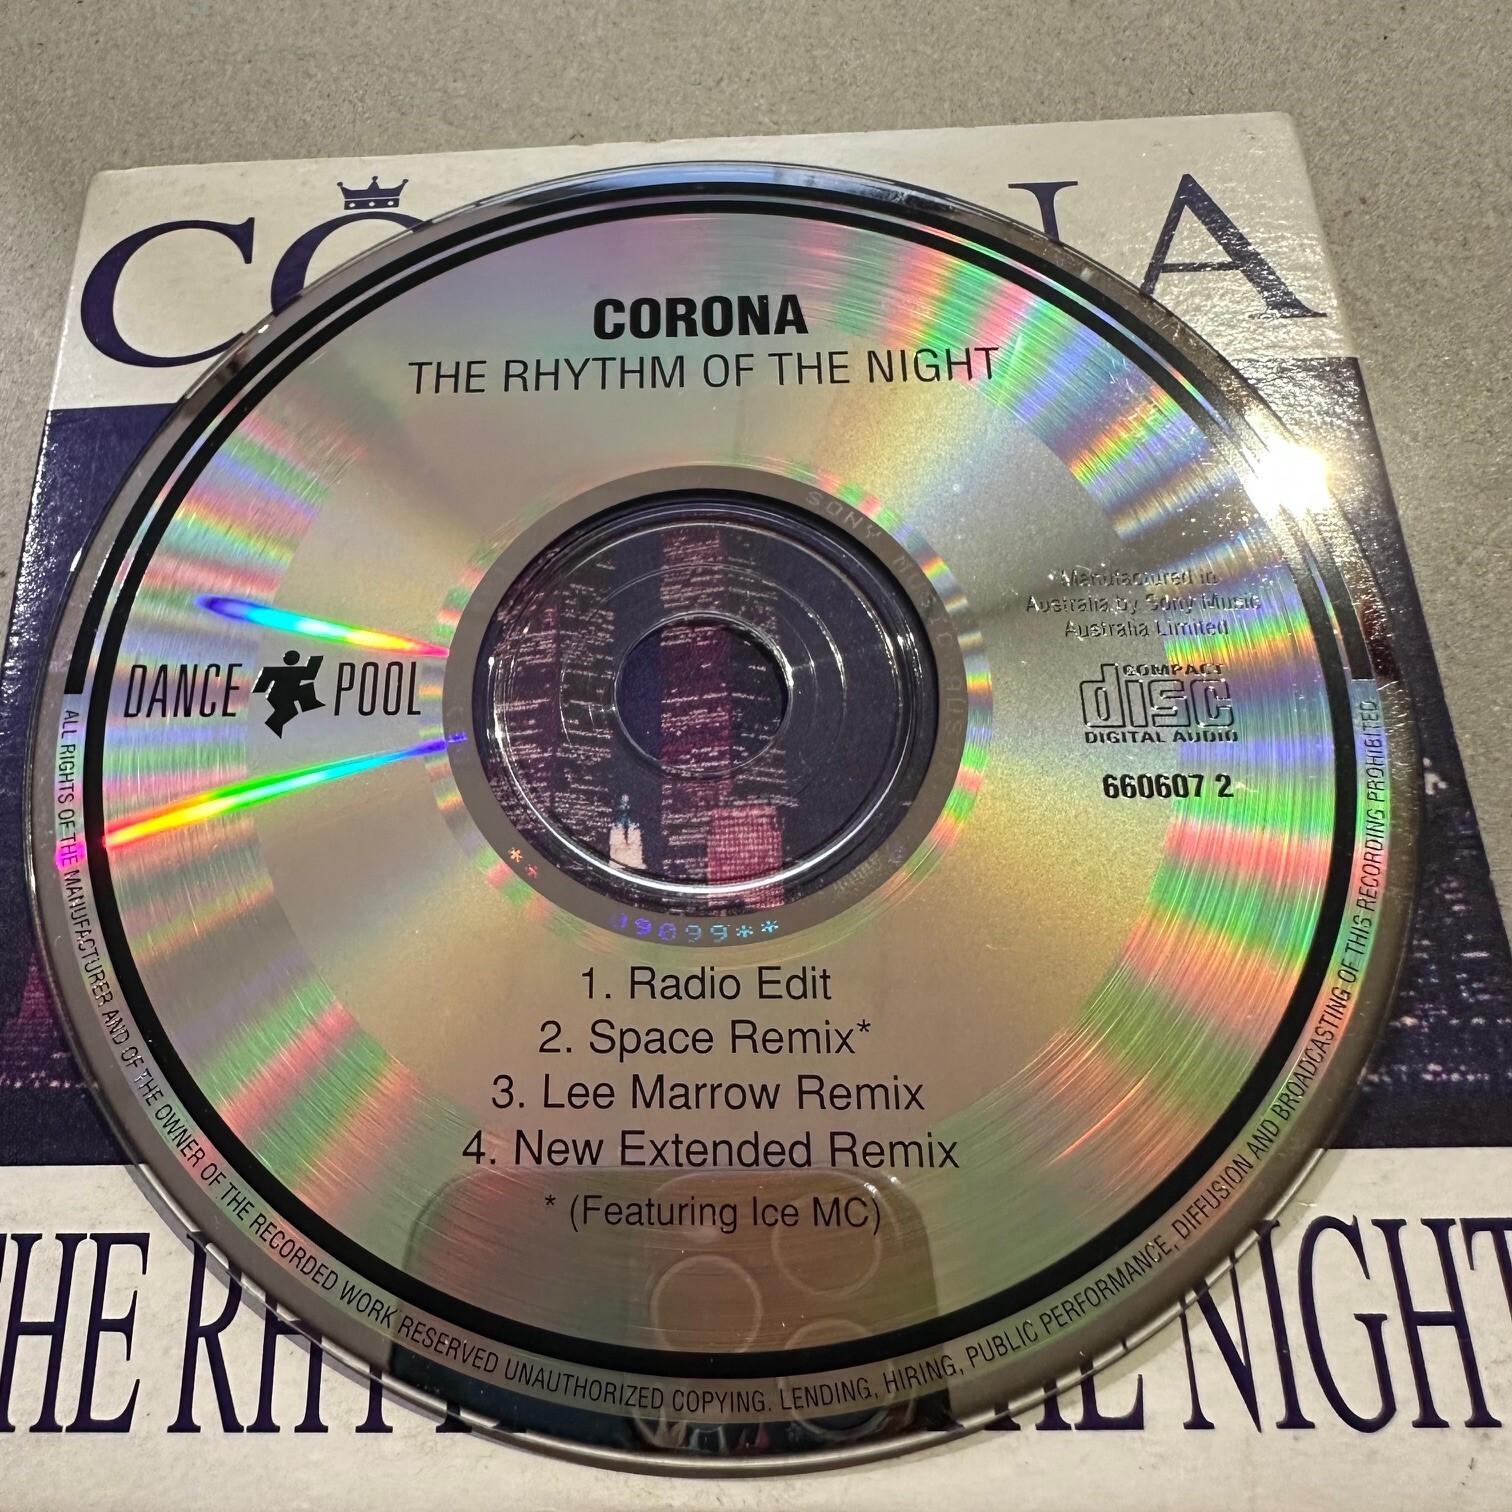 CORONA
THE RHYTHM OF THE NIGHT
SONY
Manufactured in
Australia by Sony Music
Australia Limited
DANCE POOL
COMPACT
disc
DIGITAL AUDIO
660607 2
1. Radio Edit
2. Space Remix*
3. Lee Marrow Remix
4. New Extended Remix
* (Featuring Ice MC)
ALL RIGHTS OF THE MANUFACTURER AND OF THE OWNER OF THE RECORDED WORK RESERVED UNAUTHORIZED COPYING. LENDING, HIRING, PUBLIC PERFORMANCE, DIFFUSION AND BROADCASTING OF THIS RECORDING PROHIBITED
NIGHT